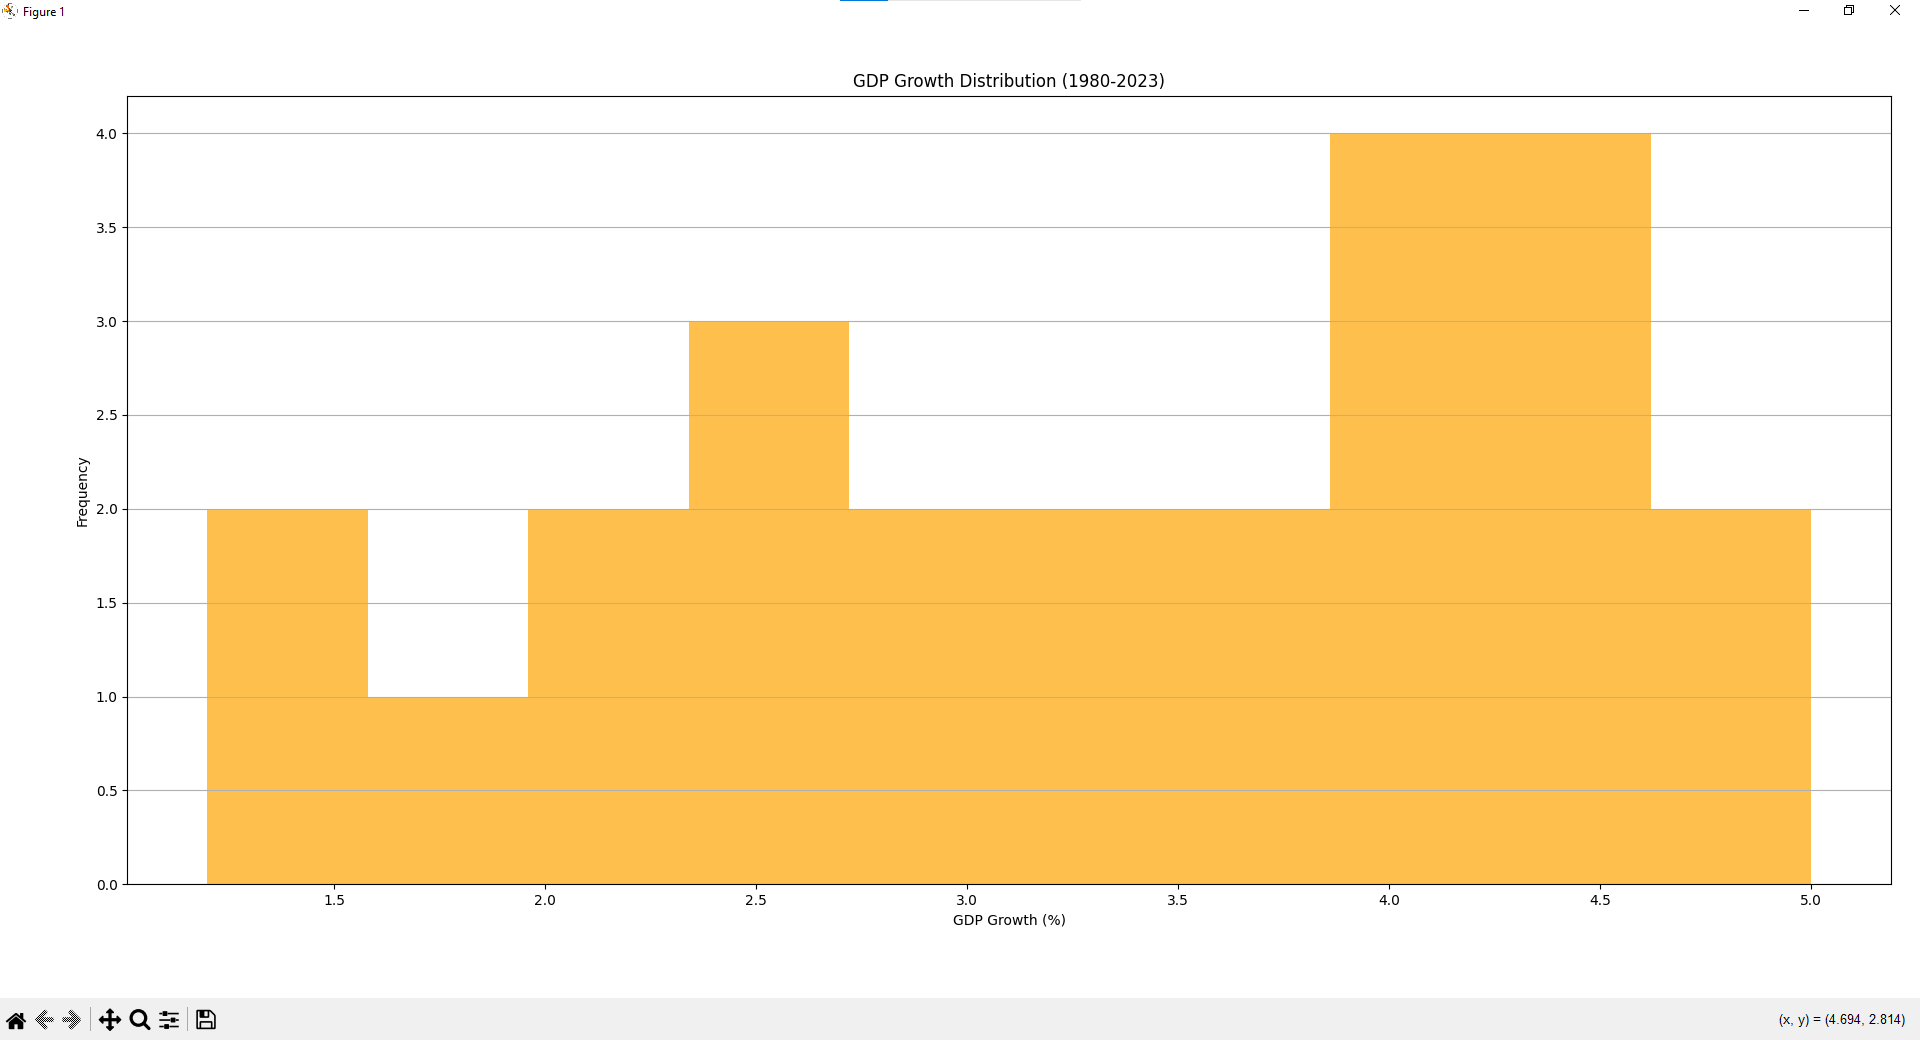 Figure 1
GDP Growth Distribution (1980-2023)
4.0
3.5
3.0
2.5
2.0
1.5
1.0
0.5
0.0
Frequency
1.5 2.0 2.5 3.0 3.5 4.0 4.5 5.0
GDP Growth (%)
(x, y) = (4.694, 2.814)